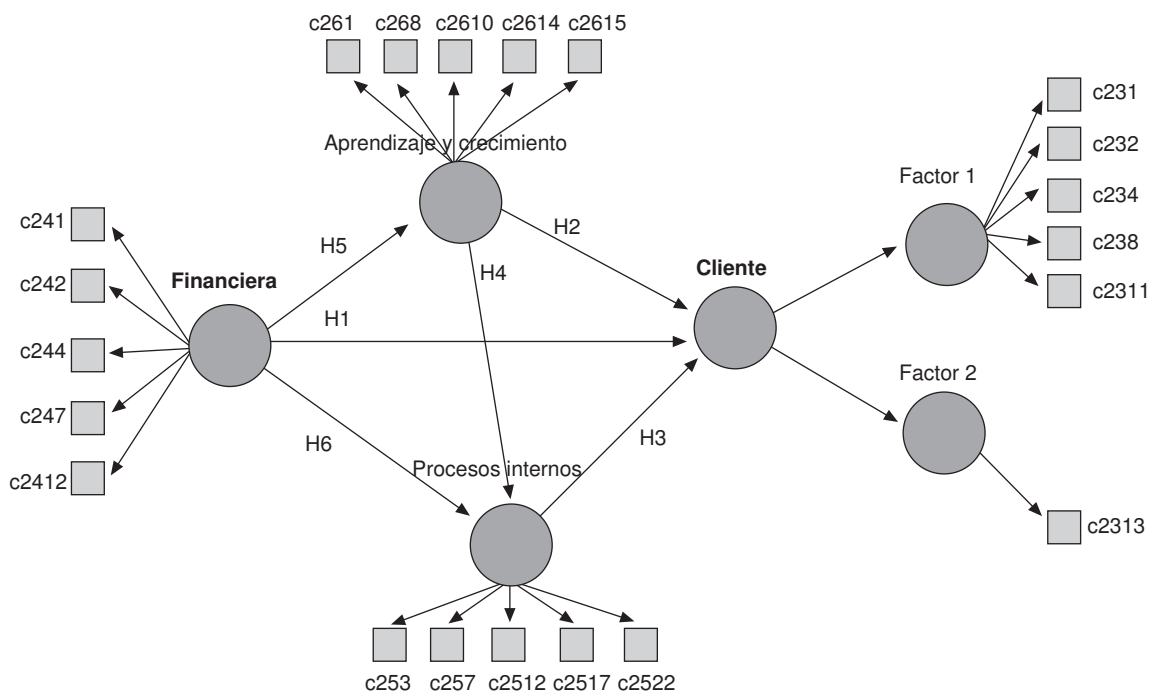 c261 c268 c2610 c2614 c2615
Aprendizaje y crecimiento
c231
c232
Factor 1
c234
c238
c2311
c241
c242
c244
c247
c2412
Financiera
H5
H4
H2
H1
Cliente
H6
H3
Factor 2
Procesos internos
c2313
c253 c257 c2512 c2517 c2522